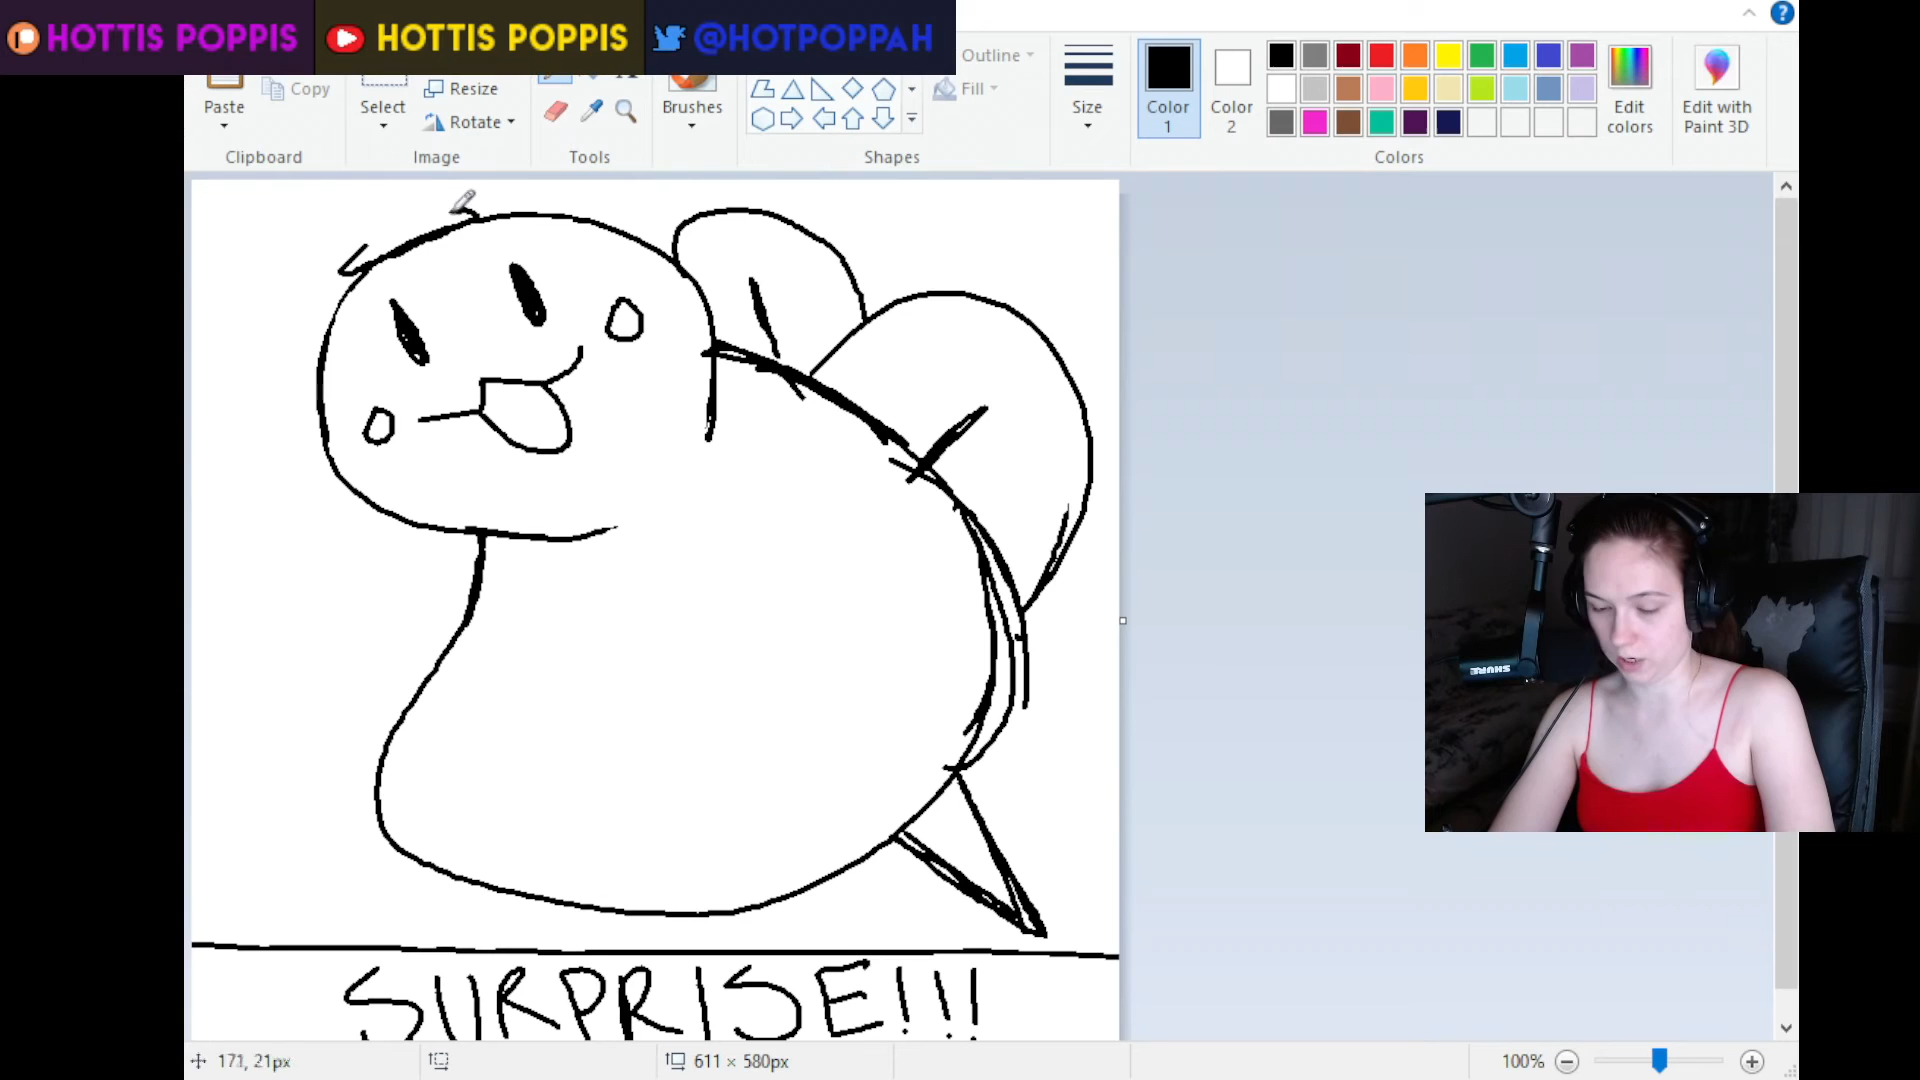 HOTTIS POPPIS
HOTTIS POPPIS
@HOTPOPPAH
Outline
Copy
Resize
Fill
Paste
Select
Rotate
Brushes
Size
Color
1
Color
2
Edit
colors
Edit with
Paint 3D
Clipboard
Image
Tools
Shapes
Colors
SHURE
SURPRISE!!!
171, 21px
611 × 580px
100%